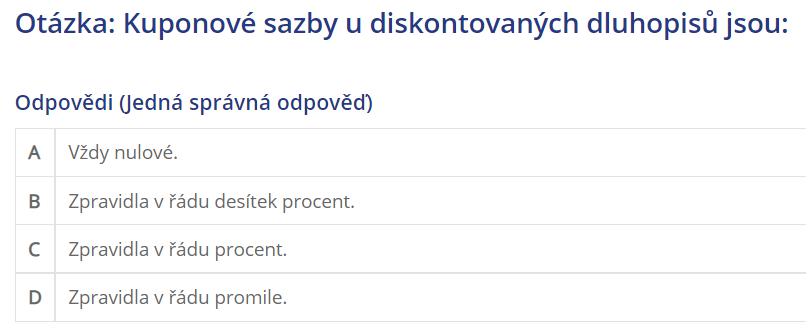 Otázka: Kuponové sazby u diskontovaných dluhopisů jsou:
Odpovědi (Jedná správná odpověď)
A Vždy nulové.
B Zpravidla v řádu desítek procent.
C Zpravidla v řádu procent.
D Zpravidla v řádu promile.